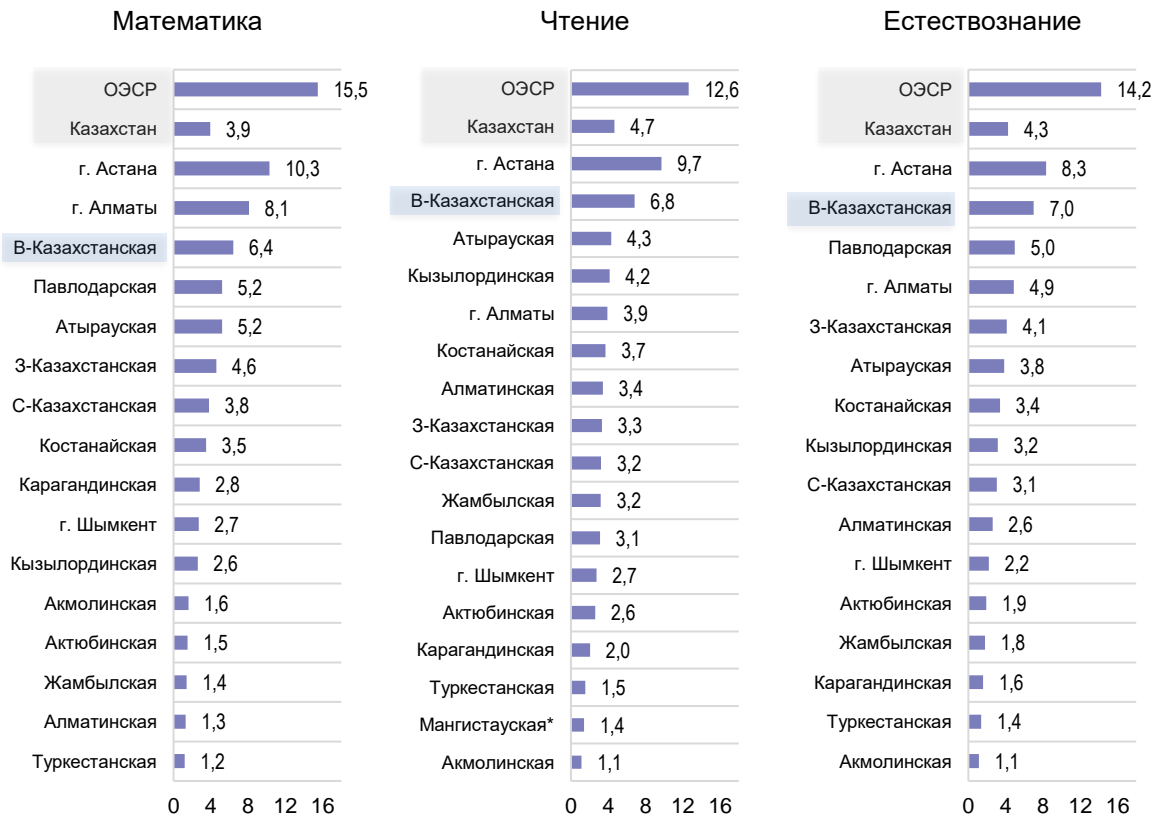 Математика
ОЭСР 15,5
Казахстан 3,9
г. Астана 10,3
г. Алматы 8,1
В-Казахстанская 6,4
Павлодарская 5,2
Атырауская 5,2
З-Казахстанская 4,6
С-Казахстанская 3,8
Костанайская 3,5
Карагандинская 2,8
г. Шымкент 2,7
Кызылординская 2,6
Акмолинская 1,6
Актюбинская 1,5
Жамбылская 1,4
Алматинская 1,3
Туркестанская 1,2
0 4 8 12 16
Чтение
ОЭСР 12,6
Казахстан 4,7
г. Астана 9,7
В-Казахстанская 6,8
Атырауская 4,3
Кызылординская 4,2
г. Алматы 3,9
Костанайская 3,7
Алматинская 3,4
З-Казахстанская 3,3
С-Казахстанская 3,2
Жамбылская 3,2
Павлодарская 3,1
г. Шымкент 2,7
Актюбинская 2,6
Карагандинская 2,0
Туркестанская 1,5
Мангистауская* 1,4
Акмолинская 1,1
0 4 8 12 16
Естествознание
ОЭСР 14,2
Казахстан 4,3
г. Астана 8,3
В-Казахстанская 7,0
Павлодарская 5,0
г. Алматы 4,9
З-Казахстанская 4,1
Атырауская 3,8
Костанайская 3,4
Кызылординская 3,2
С-Казахстанская 3,1
Алматинская 2,6
г. Шымкент 2,2
Актюбинская 1,9
Жамбылская 1,8
Карагандинская 1,6
Туркестанская 1,4
Акмолинская 1,1
0 4 8 12 16